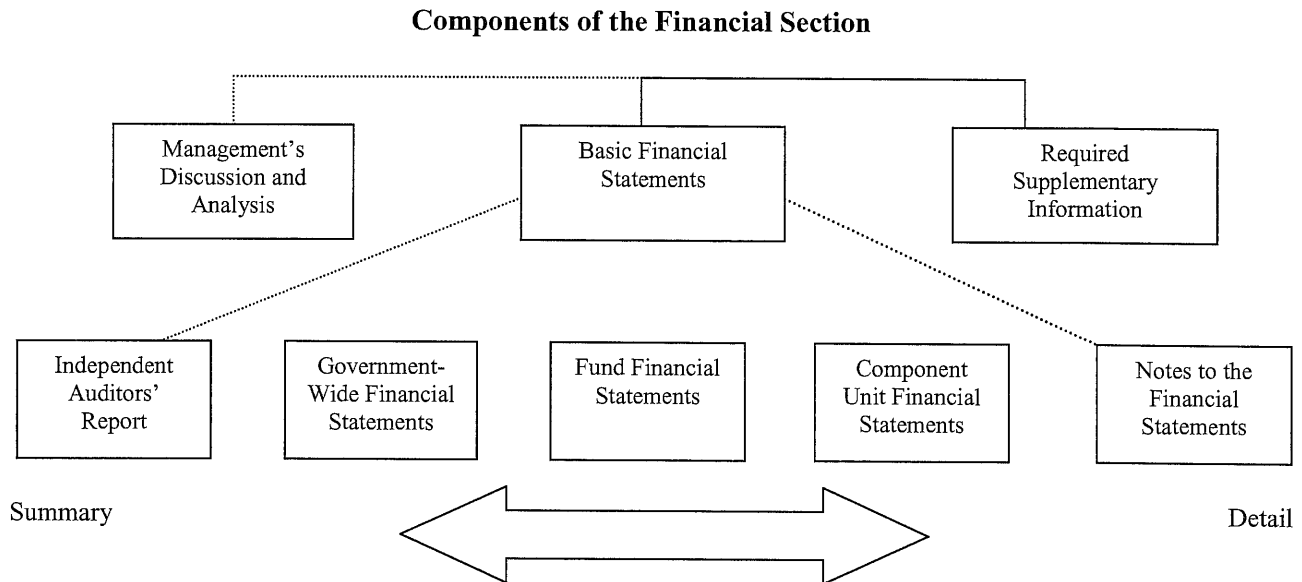 Components of the Financial Section
Management's
Discussion and
Analysis
Basic Financial
Statements
Required
Supplementary
Information
Independent
Auditors'
Report
Government-
Wide Financial
Statements
Fund Financial
Statements
Component
Unit Financial
Statements
Notes to the
Financial
Statements
Summary
Detail